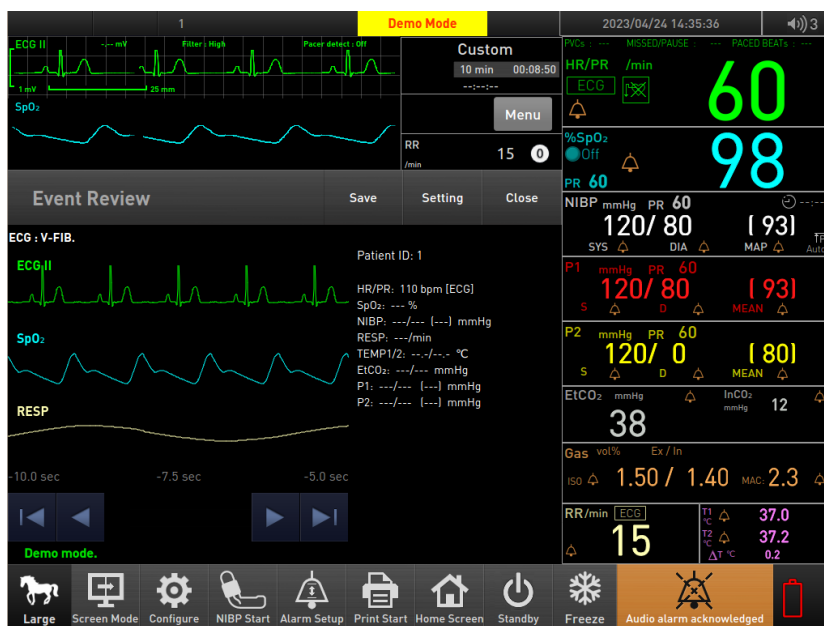 1
Demo Mode
2023/04/24 14:35:36
3
ECG II
-.-- mV
Filter : High
Pacer detect : Off
1 mV
25 mm
SpO₂
Custom
10 min 00:08:50
--:--:--
Menu
RR
/min
15 0
PVCs : --- MISSED/PAUSE : --- PACED BEATs : ---
HR/PR /min
ECG
60
%SpO₂
Off
98
PR 60
Event Review
Save
Setting
Close
NIBP mmHg PR 60
--:--
120/ 80 ( 93)
SYS DIA MAP
Auto
ECG : V-FIB.
ECG II
SpO₂
RESP
-10.0 sec -7.5 sec -5.0 sec
Demo mode.
Patient ID: 1
HR/PR: 110 bpm [ECG]
SpO₂: --- %
NIBP: ---/--- (---) mmHg
RESP: ---/min
TEMP1/2: --.-/--.- °C
EtCO₂: ---/--- mmHg
P1: ---/--- (---) mmHg
P2: ---/--- (---) mmHg
P1 mmHg PR 60
120/ 80 ( 93)
S D MEAN
P2 mmHg PR 60
120/ 0 ( 80)
S D MEAN
EtCO₂ mmHg
38
InCO₂
mmHg
12
Gas vol% Ex / In
ISO 1.50 / 1.40 MAC: 2.3
RR/min ECG
15
T1 °C 37.0
T2 °C 37.2
ΔT °C 0.2
Large
Screen Mode
Configure
NIBP Start
Alarm Setup
Print Start
Home Screen
Standby
Freeze
Audio alarm acknowledged